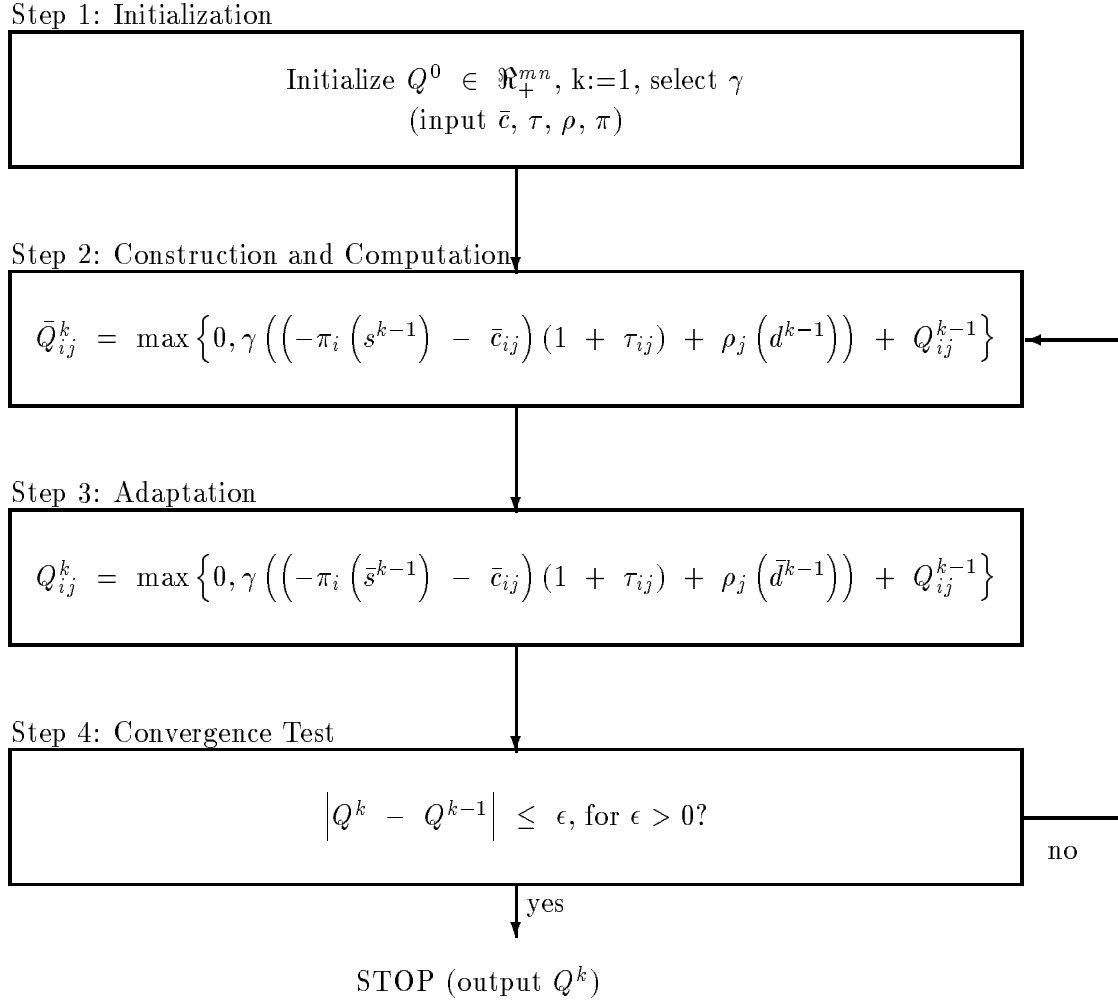 Step 1: Initialization
Initialize Q^0 ∈ ℜ_+^{mn}, k:=1, select γ
(input c̄, τ, ρ, π)
Step 2: Construction and Computation
Q̄_{ij}^k = max{0, γ((-π_i(s^{k-1}) - c̄_{ij})(1 + τ_{ij}) + ρ_j(d^{k-1})) + Q_{ij}^{k-1}}
Step 3: Adaptation
Q_{ij}^k = max{0, γ((-π_i(s̄^{k-1}) - c̄_{ij})(1 + τ_{ij}) + ρ_j(d̄^{k-1})) + Q_{ij}^{k-1}}
Step 4: Convergence Test
|Q^k - Q^{k-1}| ≤ ϵ, for ϵ > 0?
no
yes
STOP (output Q^k)